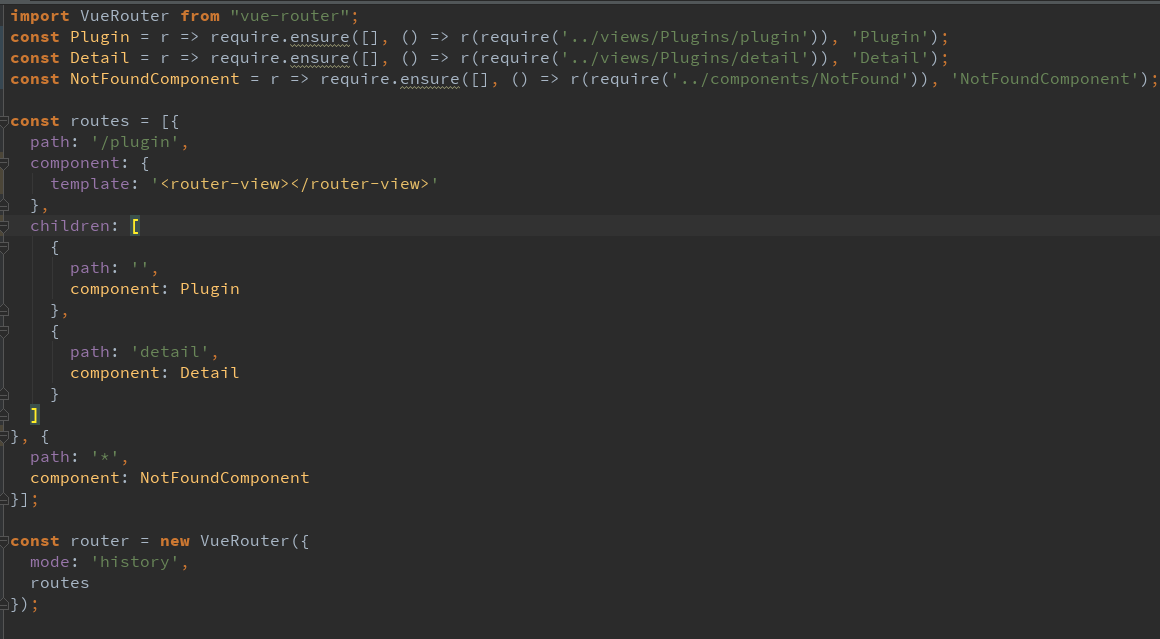 import VueRouter from "vue-router";
const Plugin = r => require.ensure([], () => r(require('../views/Plugins/plugin')), 'Plugin');
const Detail = r => require.ensure([], () => r(require('../views/Plugins/detail')), 'Detail');
const NotFoundComponent = r => require.ensure([], () => r(require('../components/NotFound')), 'NotFoundComponent');

const routes = [{
  path: '/plugin',
  component: {
    template: '<router-view></router-view>'
  },
  children: [
    {
      path: '',
      component: Plugin
    },
    {
      path: 'detail',
      component: Detail
    }
  ]
}, {
  path: '*',
  component: NotFoundComponent
}];

const router = new VueRouter({
  mode: 'history',
  routes
});